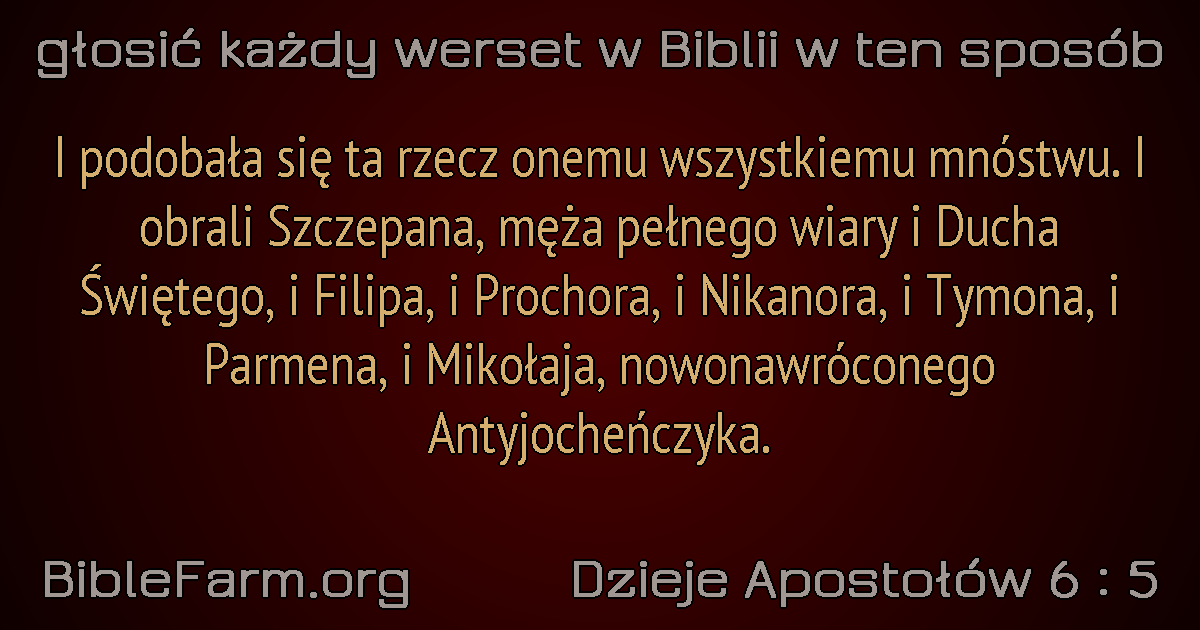 głosić każdy werset w Biblii w ten sposób
I podobała się ta rzecz onemu wszystkiemu mnóstwu. I
obrali Szczepana, męża pełnego wiary i Ducha
Świętego, i Filipa, i Prochora, i Nikanora, i Tymona, i
Parmena, i Mikołaja, nowonawróconego
Antyjocheńczyka.
BibleFarm.org
Dzieje Apostołów 6 : 5